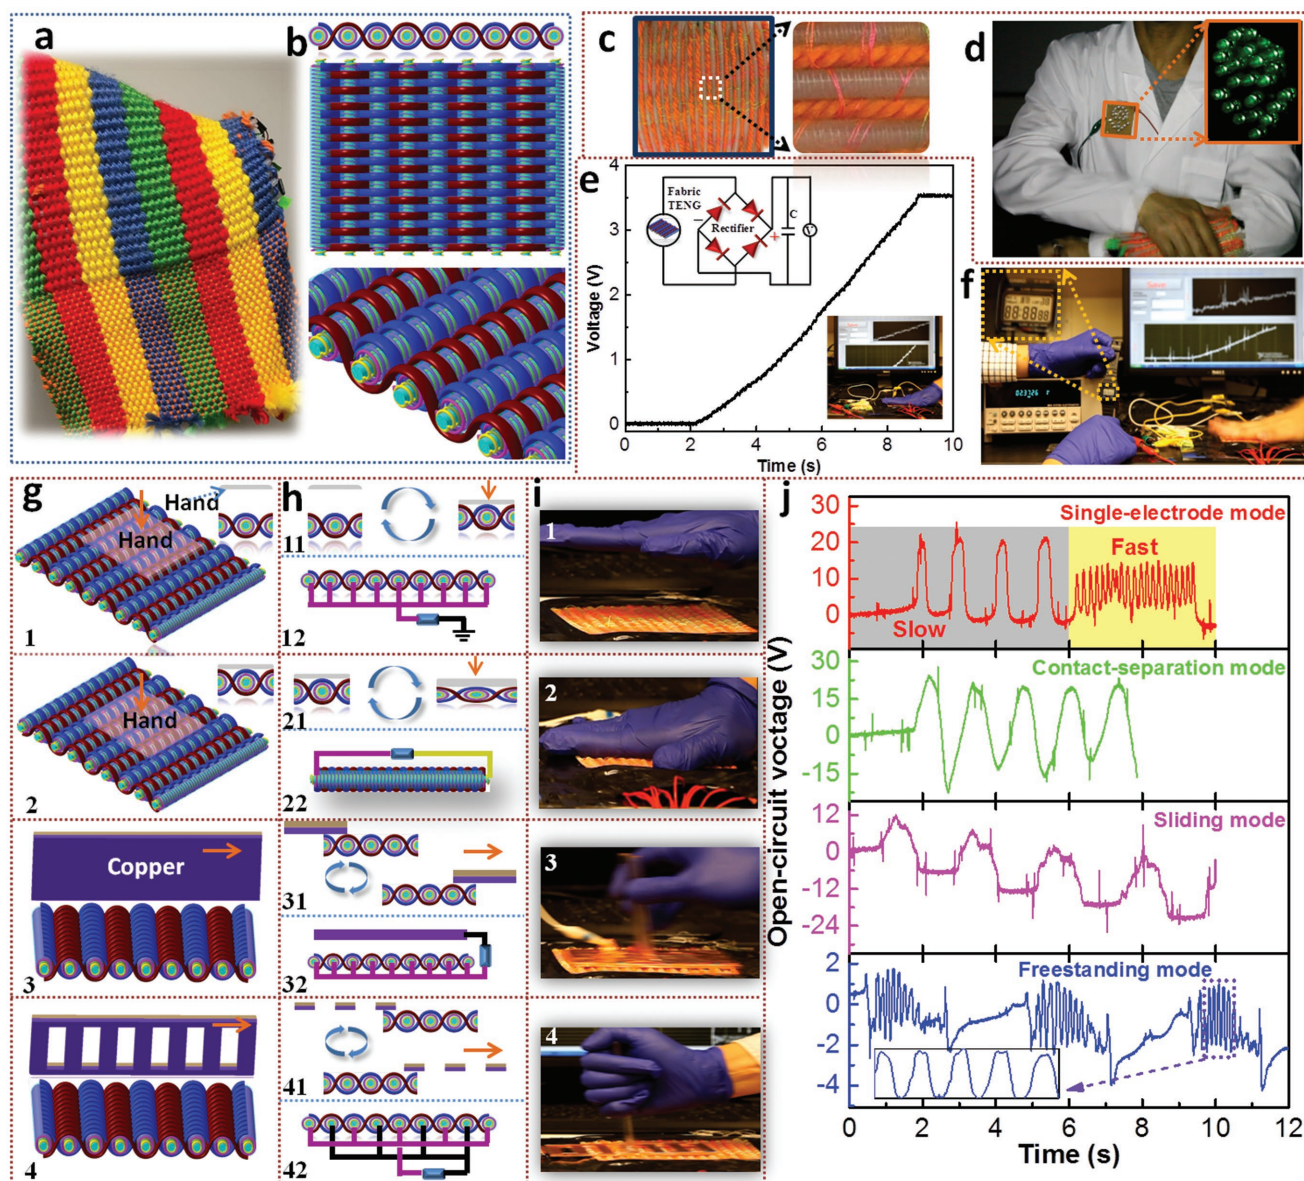 a
b
c
d
e
4
3
2
1
0
Voltage (V)
Fabric
TENG
Rectifier
−
+
C
V
0 2 4 6 8 10
Time (s)
f
Save
g
Hand
Hand
1
Hand
2
Copper
3
4
h
11
12
21
22
31
32
41
42
i
1
2
3
4
j
Open-circuit voctage (V)
30
20
10
0
Single-electrode mode
Fast
Slow
30
15
0
-15
Contact-separation mode
12
0
-12
-24
Sliding mode
2
0
-2
-4
Freestanding mode
0 2 4 6 8 10 12
Time (s)